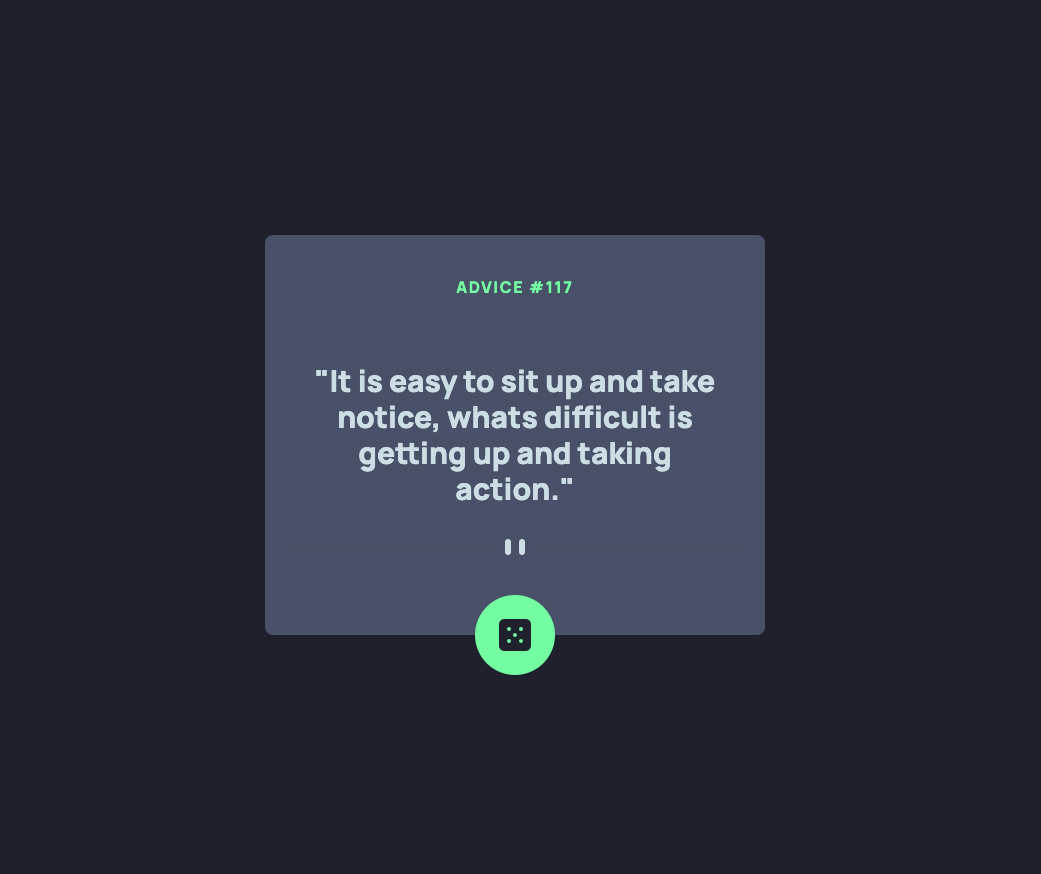 ADVICE #117
"It is easy to sit up and take
notice, whats difficult is
getting up and taking
action."